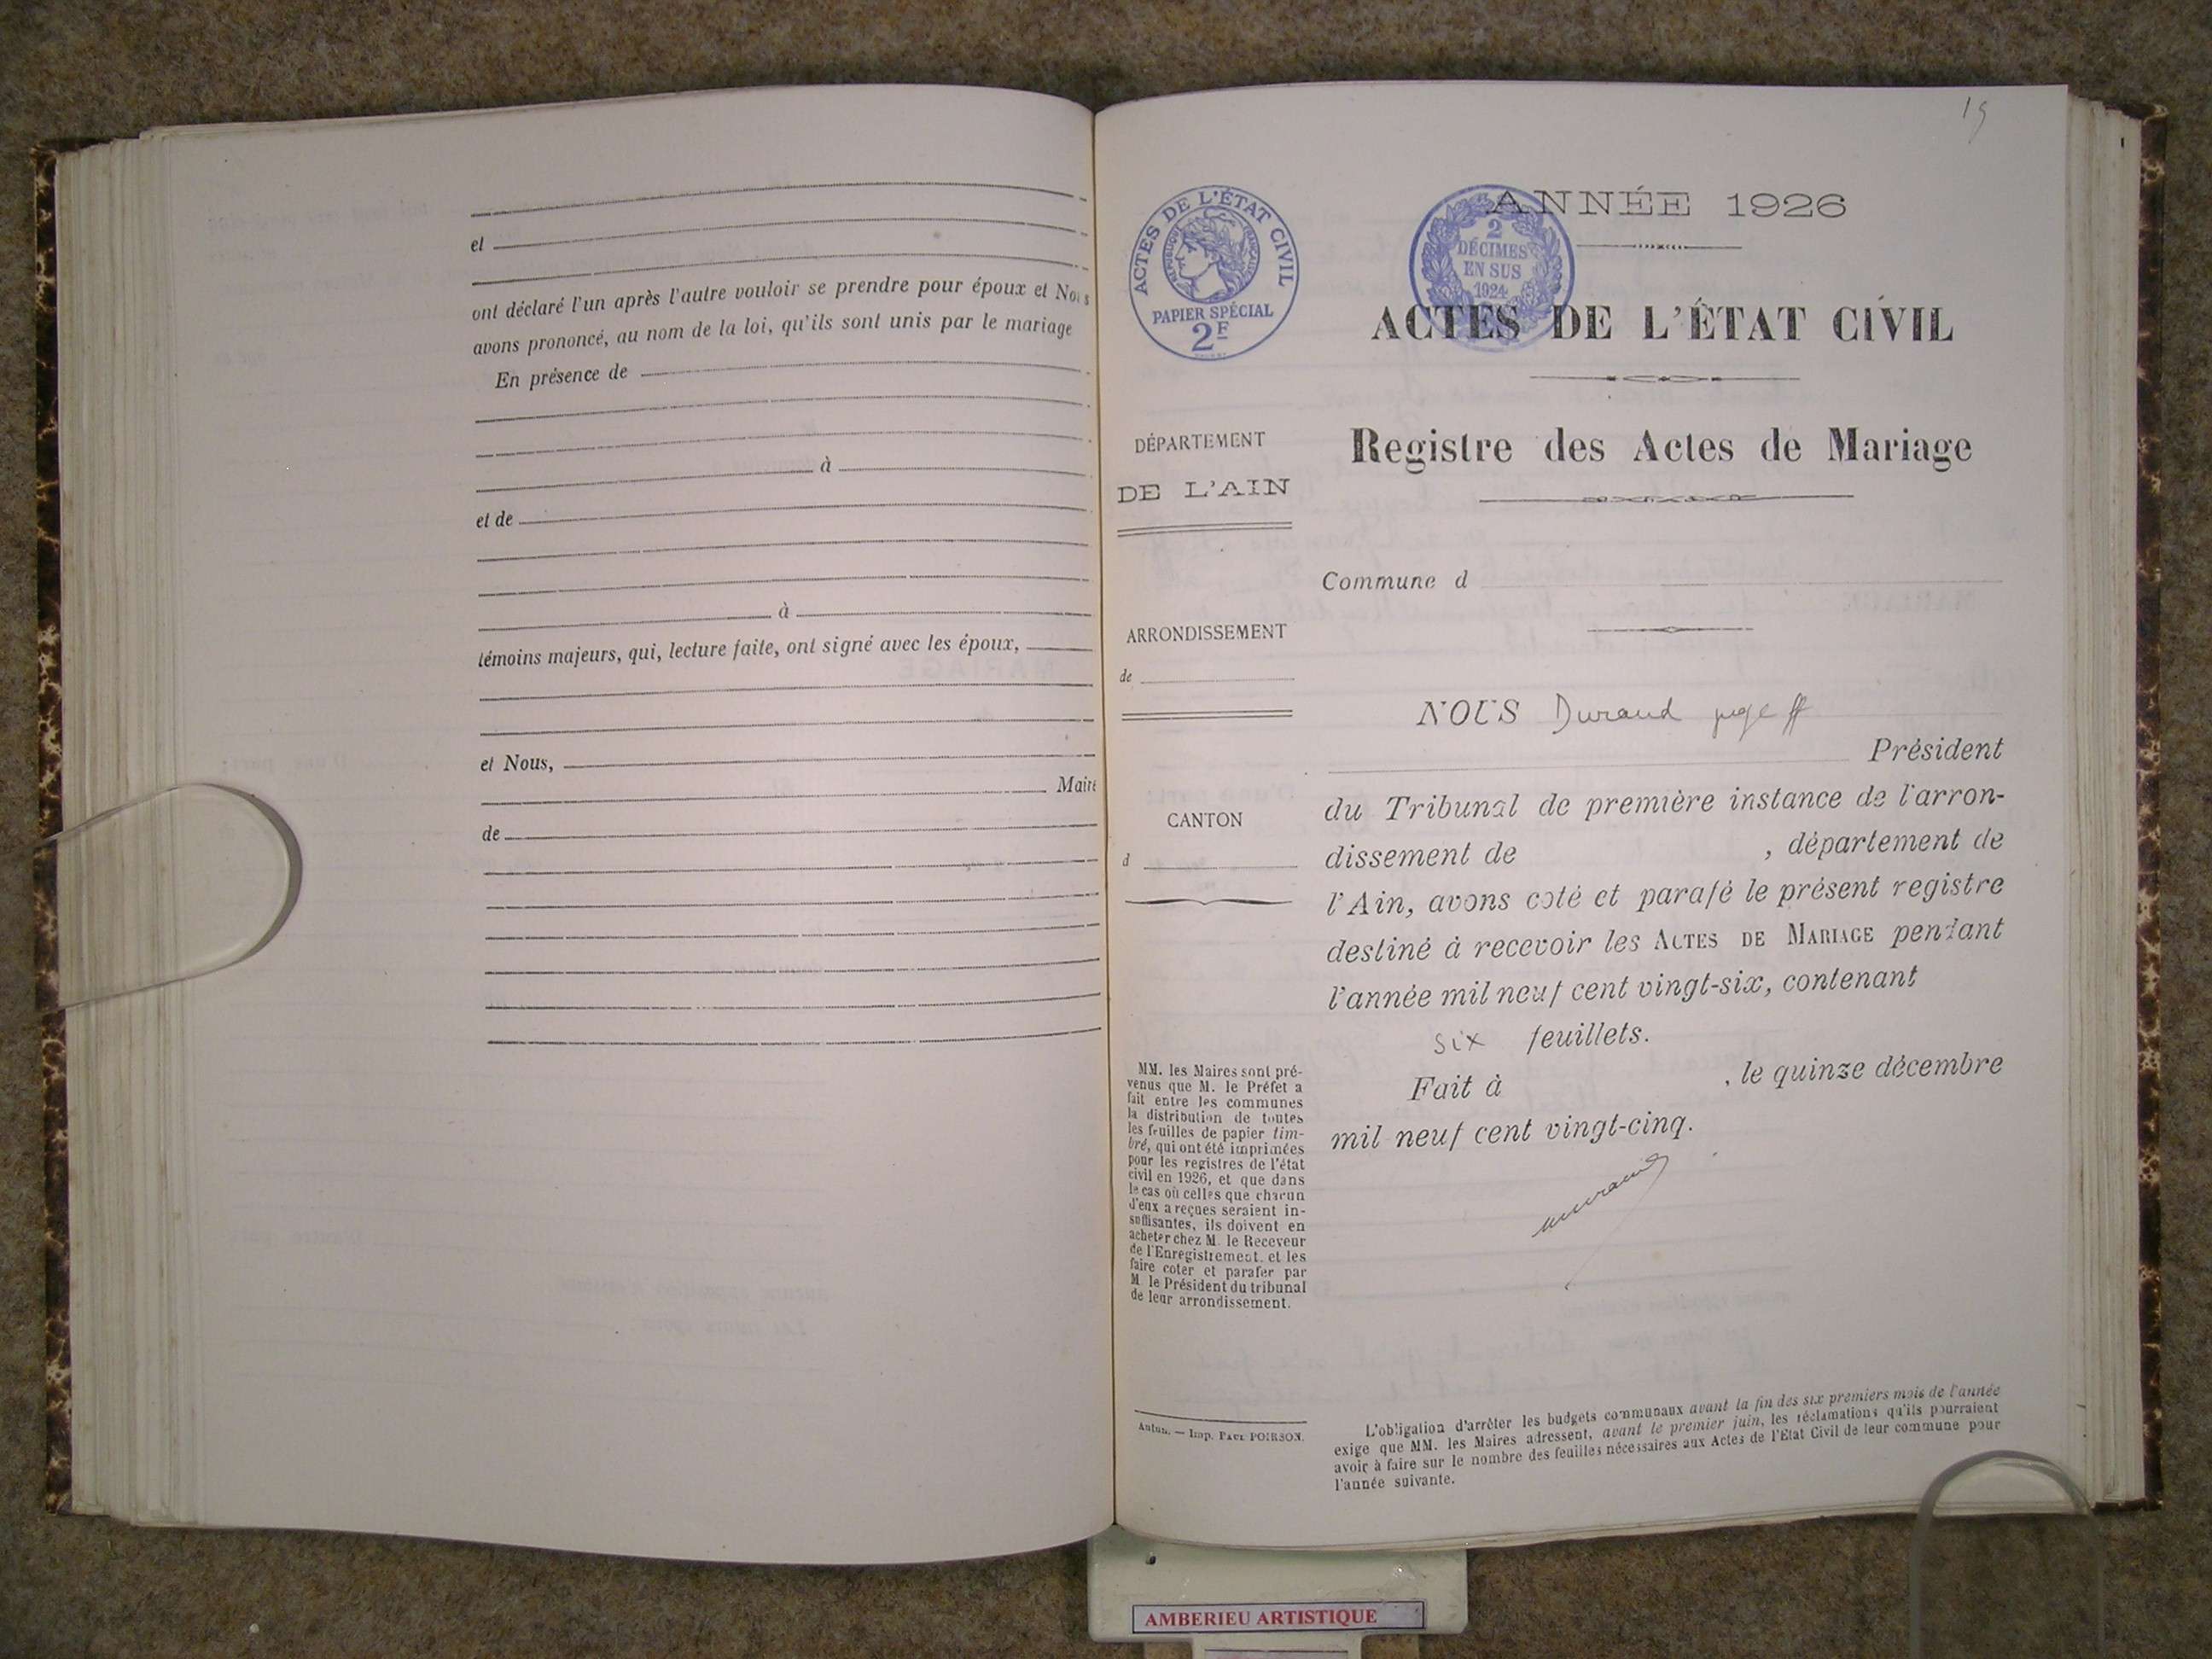 et
ont déclaré l'un après l'autre vouloir se prendre pour époux et Nous
avons prononcé, au nom de la loi, qu'ils sont unis par le mariage
En présence de
à
et de
à
témoins majeurs, qui, lecture faite, ont signé avec les époux,
et Nous,
Maire
de
19
ACTES DE L'ÉTAT CIVIL
RÉPUBLIQUE FRANÇAISE
PAPIER SPÉCIAL
2F
2
DÉCIMES
EN SUS
1924
ANNÉE 1926
ACTES DE L'ÉTAT CIVIL
Registre des Actes de Mariage
DÉPARTEMENT
DE L'AIN
ARRONDISSEMENT
de
CANTON
d
MM. les Maires sont pré-
venus que M. le Préfet a
fait entre les communes
la distribution de toutes
les feuilles de papier tim-
bré, qui ont été imprimées
pour les registres de l'état
civil en 1926, et que dans
le cas où celles que chacun
d'eux a reçues seraient in-
suffisantes, ils doivent en
acheter chez M. le Receveur
de l'Enregistrement. et les
faire coter et parafer par
M. le Président du tribunal
de leur arrondissement.
Autun. — Imp. PAUL POIRSON.
Commune d
NOUS Durand juge ff
Président
du Tribunal de première instance de l'arron-
dissement de , département de
l'Ain, avons coté et parafé le présent registre
destiné à recevoir les ACTES DE MARIAGE pendant
l'année mil neuf cent vingt-six, contenant
six feuillets.
Fait à , le quinze décembre
mil neuf cent vingt-cinq.
L'obligation d'arrêter les budgets communaux avant la fin des six premiers mois de l'année
exige que MM. les Maires adressent, avant le premier juin, les réclamations qu'ils pourraient
avoir à faire sur le nombre des feuilles nécessaires aux Actes de l'Etat Civil de leur commune pour
l'année suivante.
AMBERIEU ARTISTIQUE